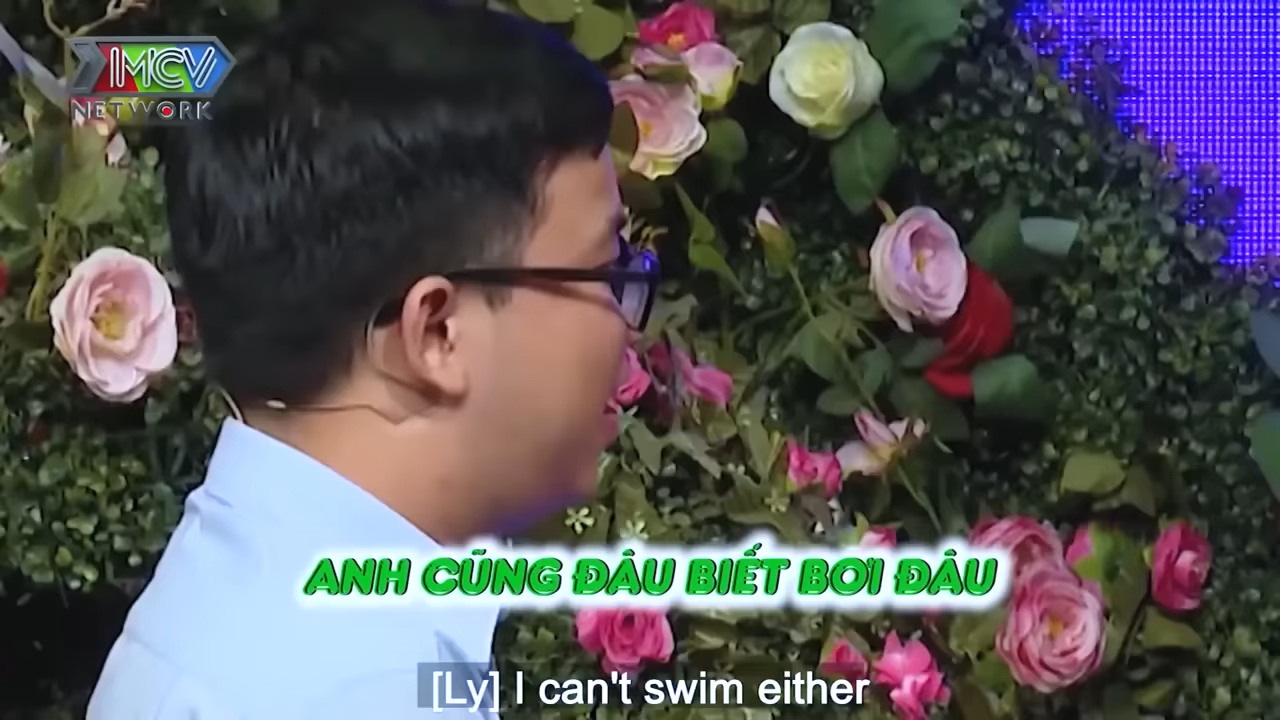 MCV
NETWORK
ANH CŨNG ĐÂU BIẾT BƠI ĐÂU
[Ly] I can't swim either